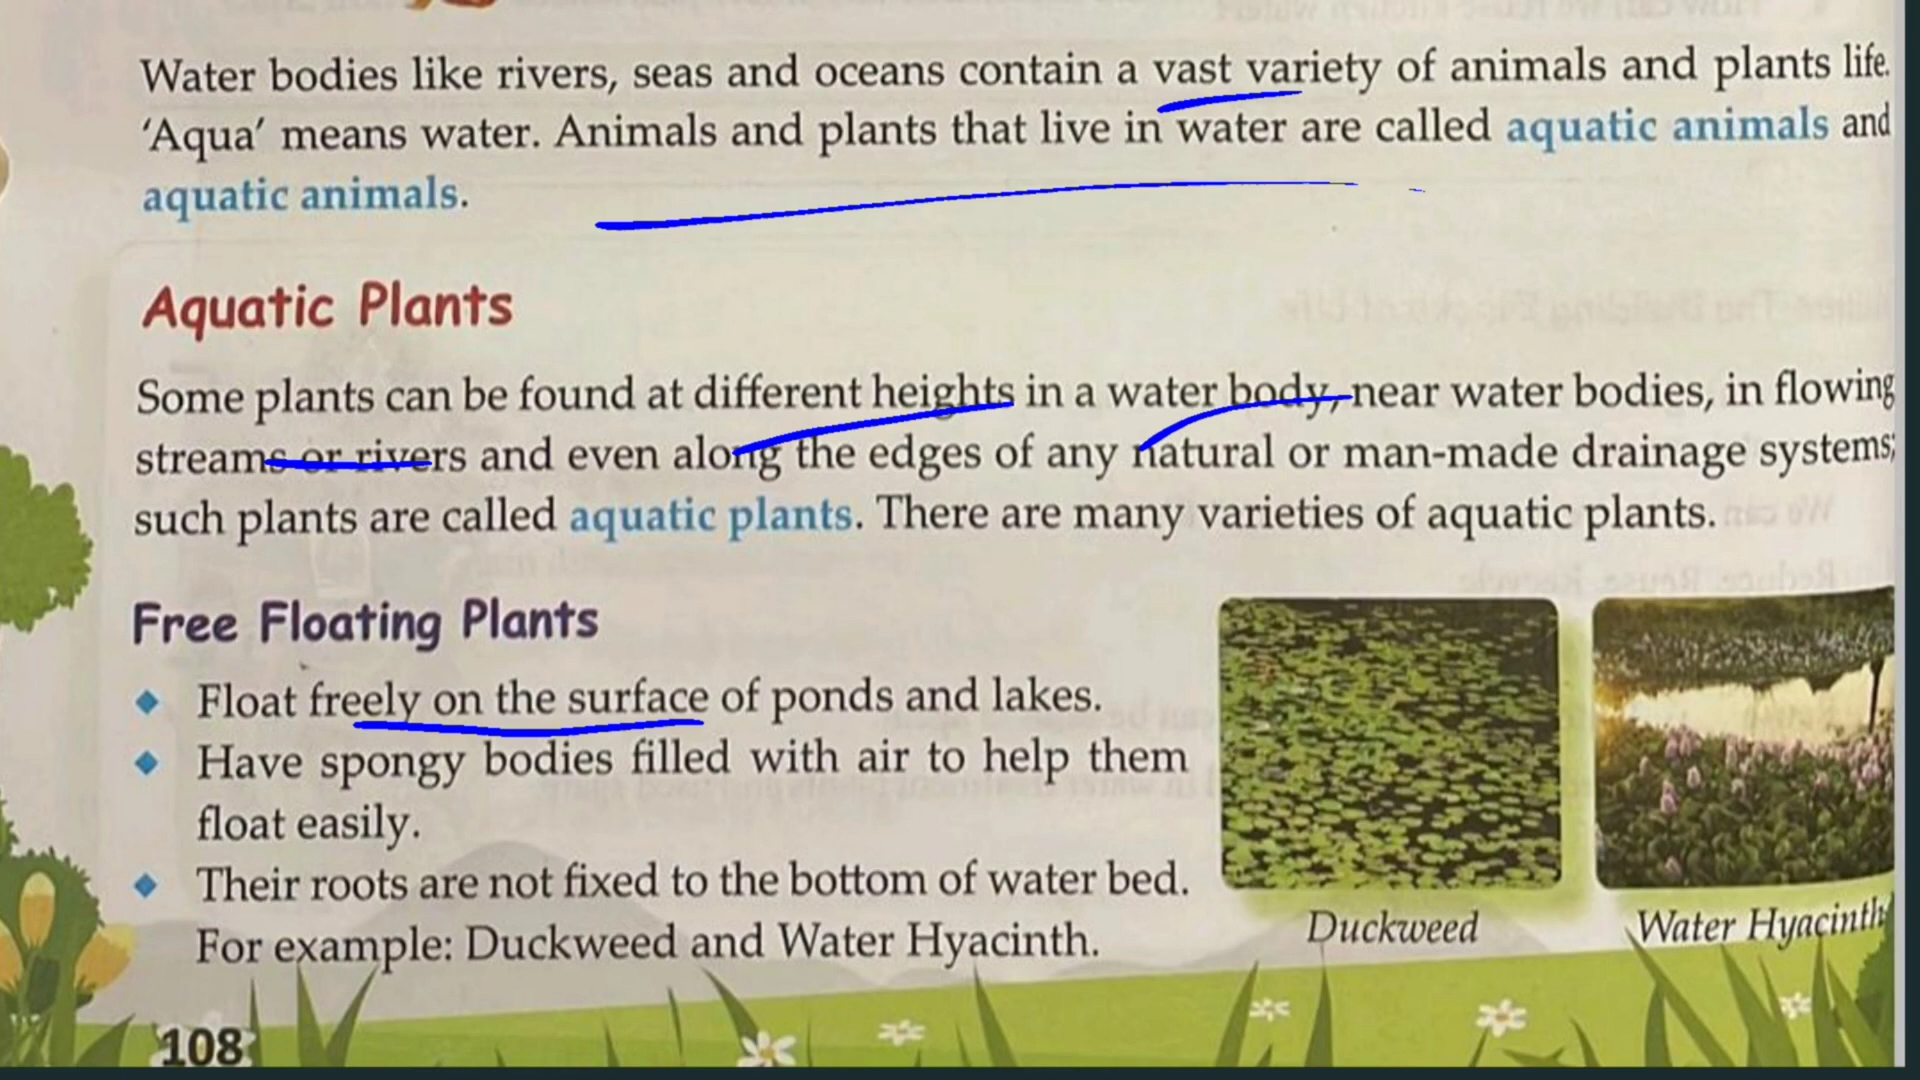 Water bodies like rivers, seas and oceans contain a vast variety of animals and plants life.
‘Aqua’ means water. Animals and plants that live in water are called aquatic animals and
aquatic animals.
Aquatic Plants
Some plants can be found at different heights in a water body, near water bodies, in flowing
streams or rivers and even along the edges of any natural or man-made drainage systems;
such plants are called aquatic plants. There are many varieties of aquatic plants.
Free Floating Plants
Float freely on the surface of ponds and lakes.
Have spongy bodies filled with air to help them
float easily.
Their roots are not fixed to the bottom of water bed.
For example: Duckweed and Water Hyacinth.
Duckweed
Water Hyacinth
108